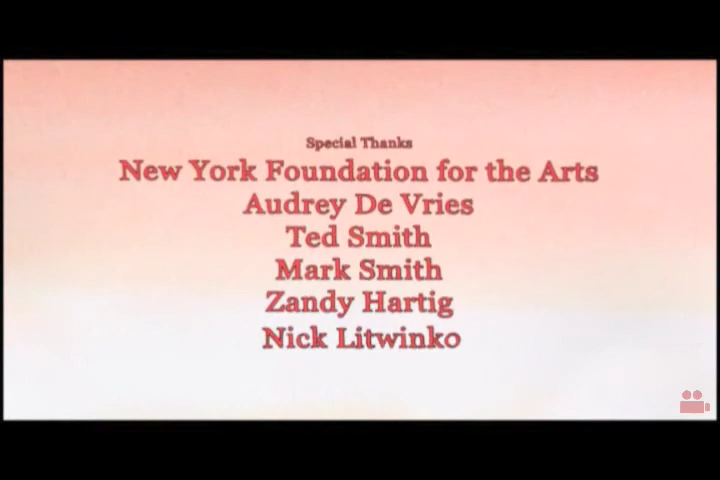 Special Thanks
New York Foundation for the Arts
Audrey De Vries
Ted Smith
Mark Smith
Zandy Hartig
Nick Litwinko